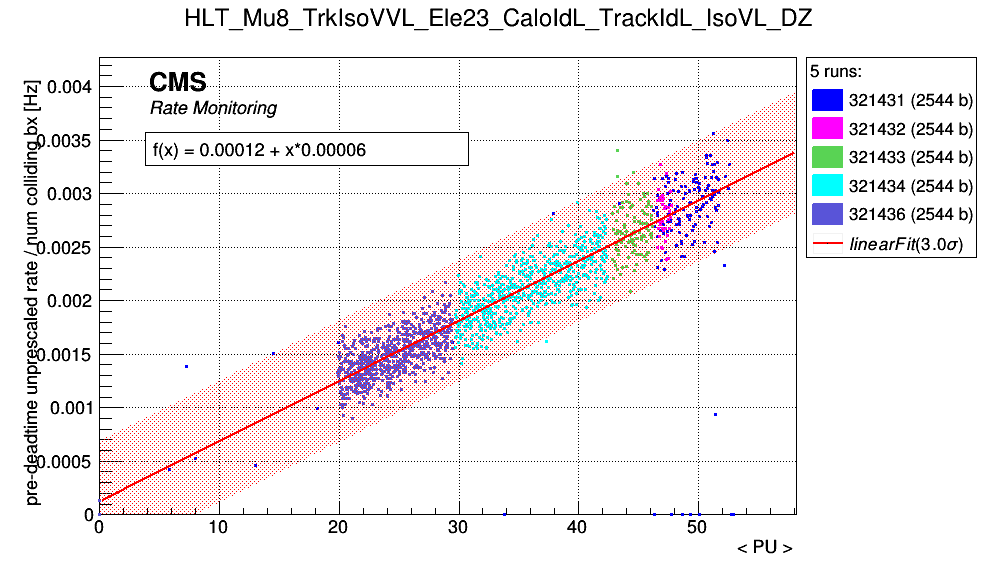 HLT_Mu8_TrkIsoVVL_Ele23_CaloIdL_TrackIdL_IsoVL_DZ
CMS
Rate Monitoring
f(x) = 0.00012 + x*0.00006
pre-deadtime unprescaled rate / num colliding bx [Hz]
0.004
0.0035
0.003
0.0025
0.002
0.0015
0.001
0.0005
0
0 10 20 30 40 50
< PU >
5 runs:
321431 (2544 b)
321432 (2544 b)
321433 (2544 b)
321434 (2544 b)
321436 (2544 b)
linearFit(3.0σ)